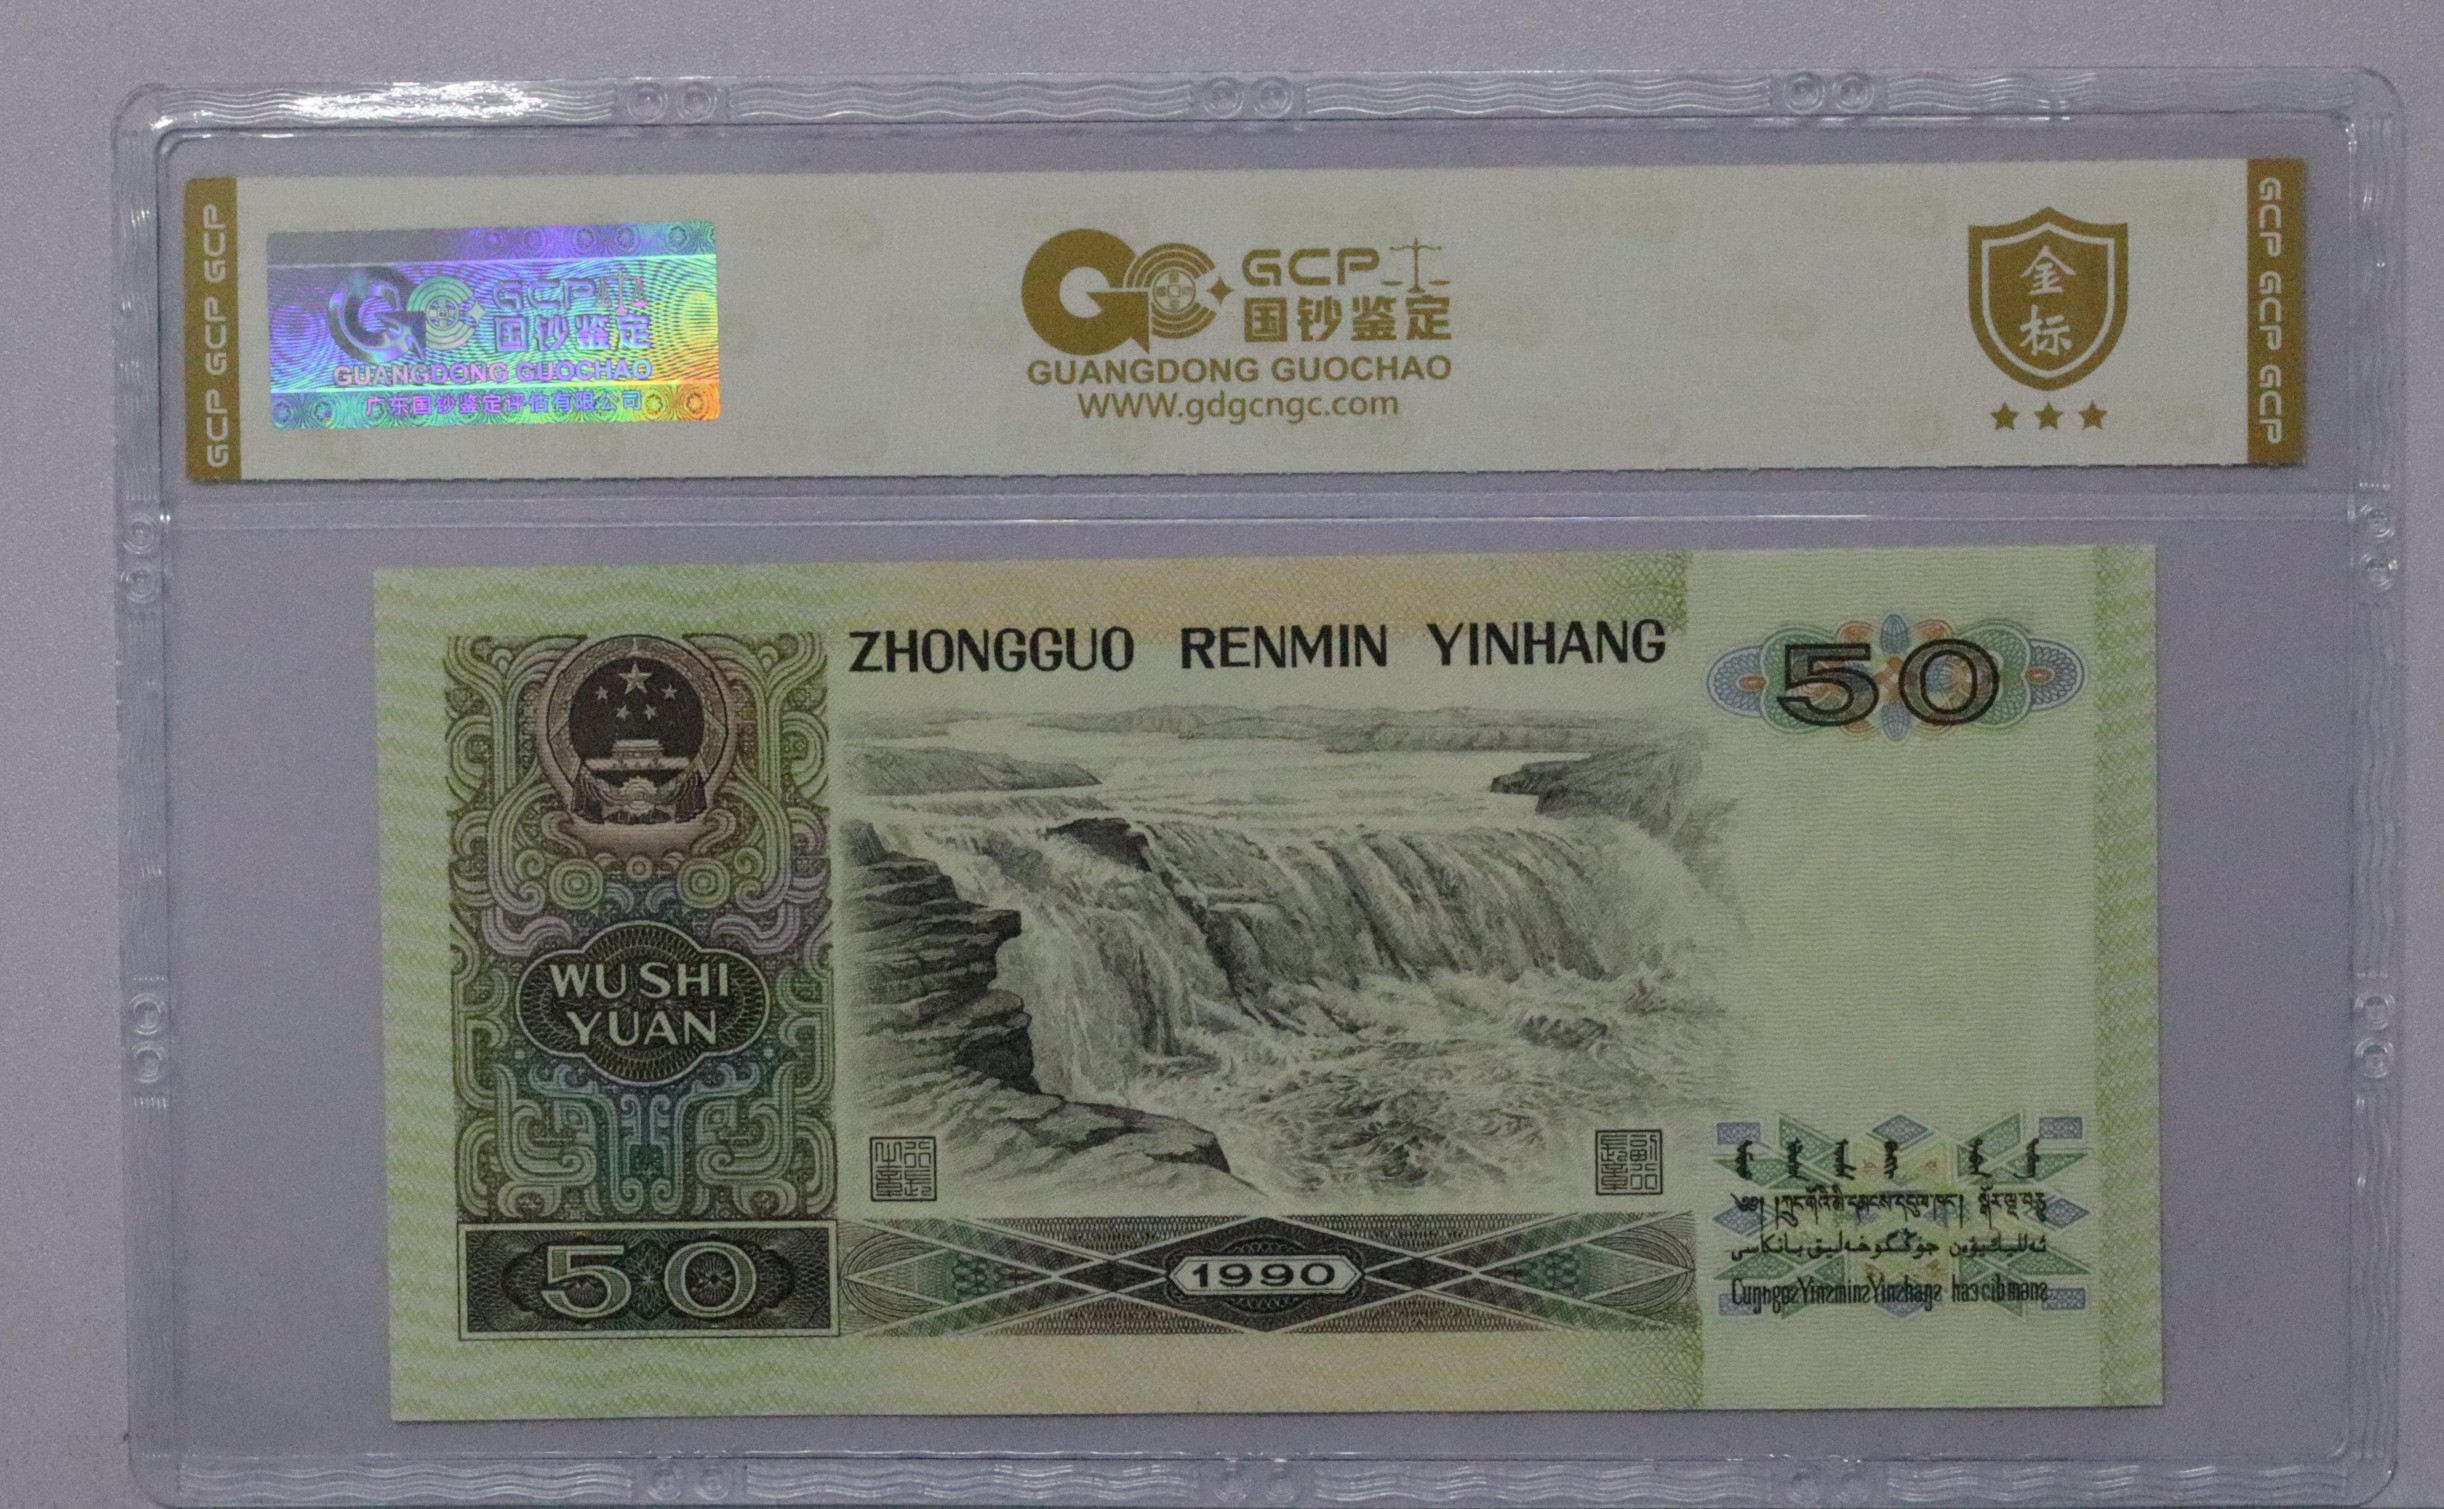 GCP GCP GCP
GCP
国钞鉴定
GUANGDONG GUOCHAO
广东国钞鉴定评估有限公司
GCP
国钞鉴定
GUANGDONG GUOCHAO
WWW.gdgcngc.com
金标
GCP GCP GCP
ZHONGGUO RENMIN YINHANG
50
WU SHI
YUAN
50
1990